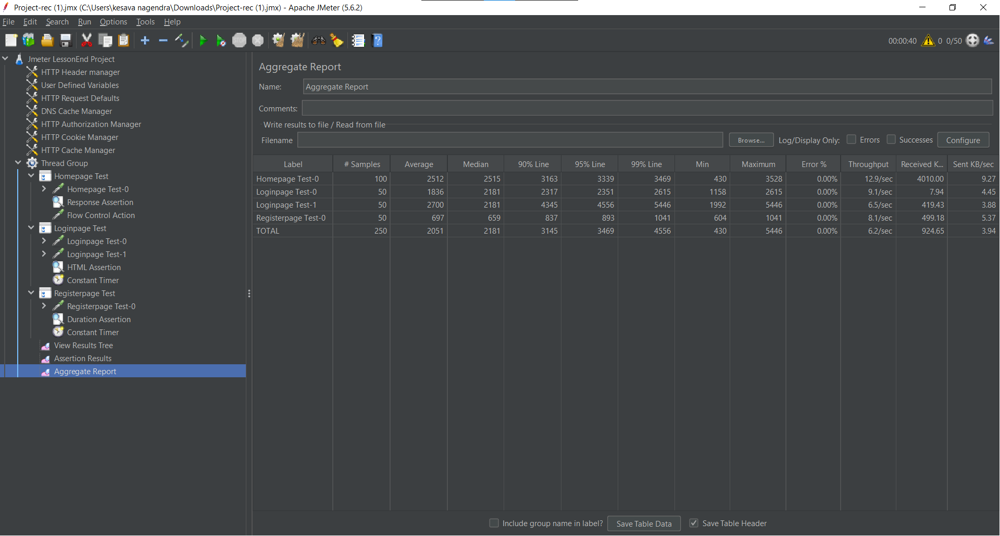 Project-rec (1).jmx (C:\Users\kesava nagendra\Downloads\Project-rec (1).jmx) - Apache JMeter (5.6.2)
File Edit Search Run Options Tools Help
STOP
00:00:40 0 0/50
Jmeter LessonEnd Project
HTTP Header manager
User Defined Variables
HTTP Request Defaults
DNS Cache Manager
HTTP Authorization Manager
HTTP Cookie Manager
HTTP Cache Manager
Thread Group
Homepage Test
Homepage Test-0
Response Assertion
Flow Control Action
Loginpage Test
Loginpage Test-0
Loginpage Test-1
HTML Assertion
Constant Timer
Registerpage Test
Registerpage Test-0
Duration Assertion
Constant Timer
View Results Tree
Assertion Results
Aggregate Report
Aggregate Report
Name: Aggregate Report
Comments:
Write results to file / Read from file
Filename Browse... Log/Display Only: Errors Successes Configure
Label # Samples Average Median 90% Line 95% Line 99% Line Min Maximum Error % Throughput Received K... Sent KB/sec
Homepage Test-0 100 2512 2515 3163 3339 3469 430 3528 0.00% 12.9/sec 4010.00 9.27
Loginpage Test-0 50 1836 2181 2317 2351 2615 1158 2615 0.00% 9.1/sec 7.94 4.45
Loginpage Test-1 50 2700 2181 4345 4556 5446 1992 5446 0.00% 6.5/sec 419.43 3.88
Registerpage Test-0 50 697 659 837 893 1041 604 1041 0.00% 8.1/sec 499.18 5.37
TOTAL 250 2051 2181 3145 3469 4556 430 5446 0.00% 6.2/sec 924.65 3.94
Include group name in label? Save Table Data Save Table Header